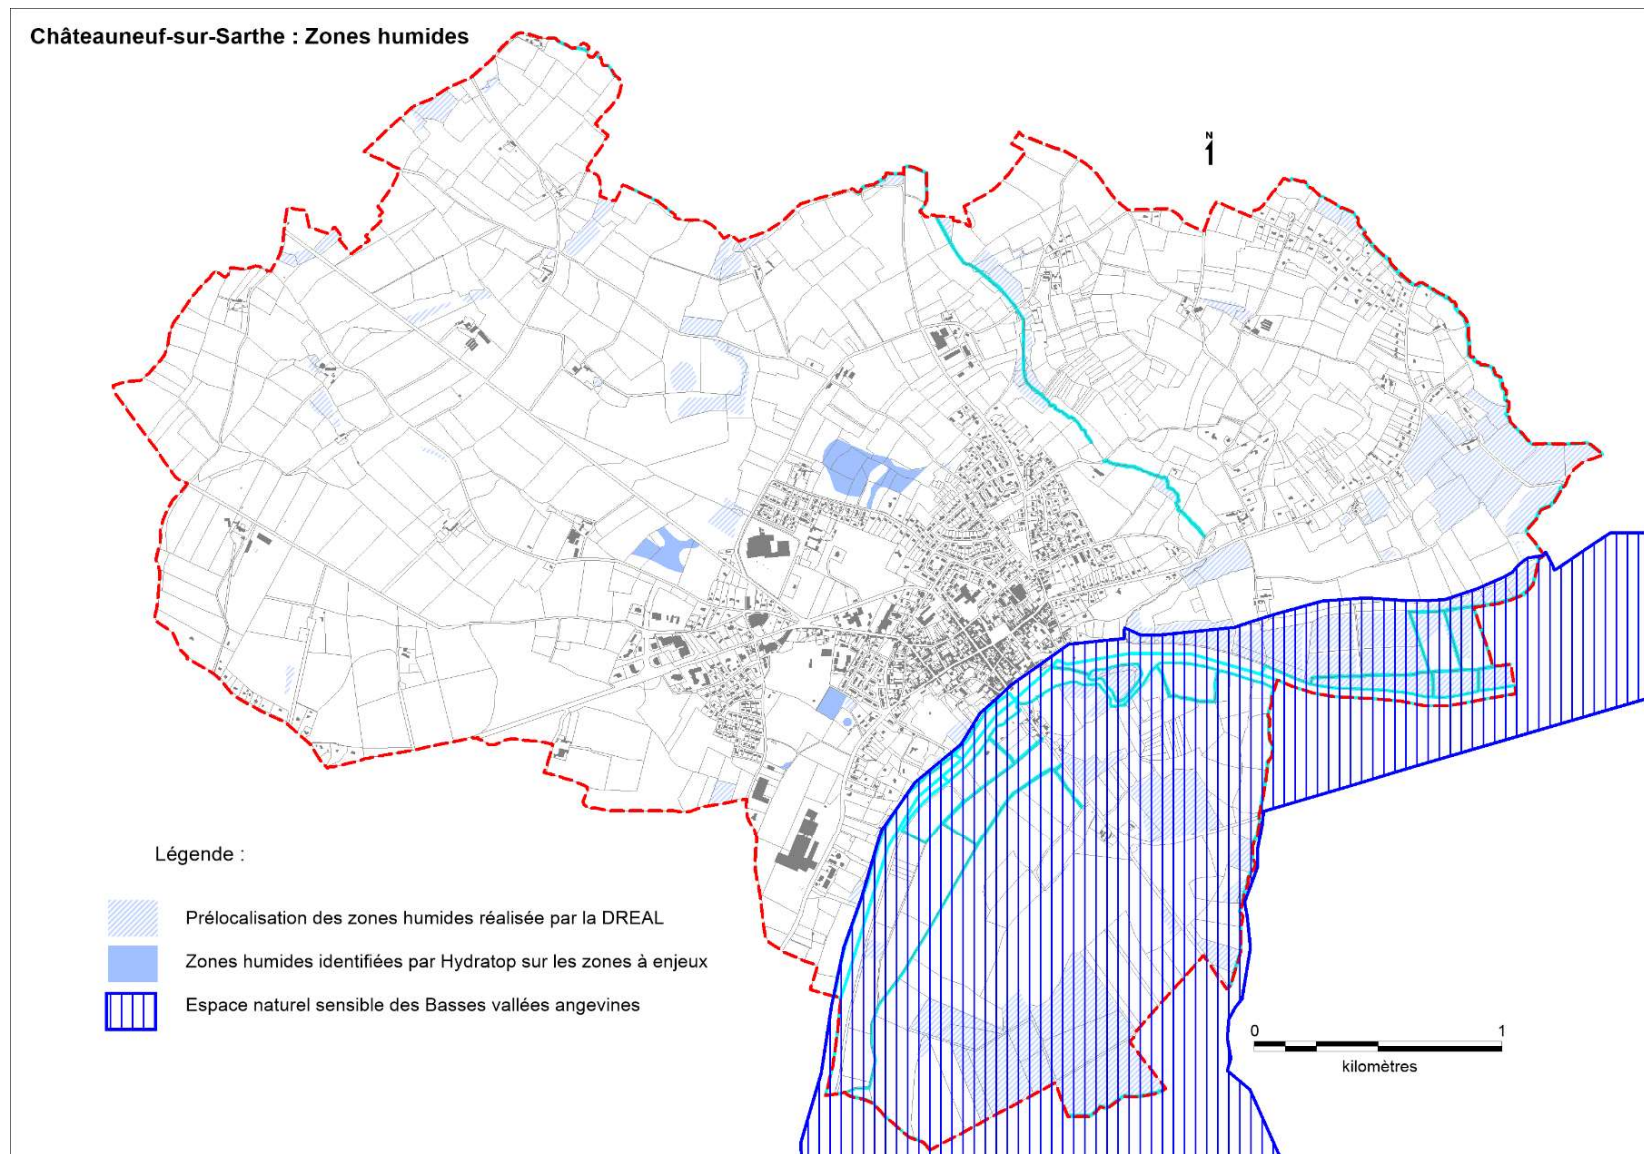 Châteauneuf-sur-Sarthe : Zones humides
N
Légende :
Prélocalisation des zones humides réalisée par la DREAL
Zones humides identifiées par Hydratop sur les zones à enjeux
Espace naturel sensible des Basses vallées angevines
0 1
kilomètres